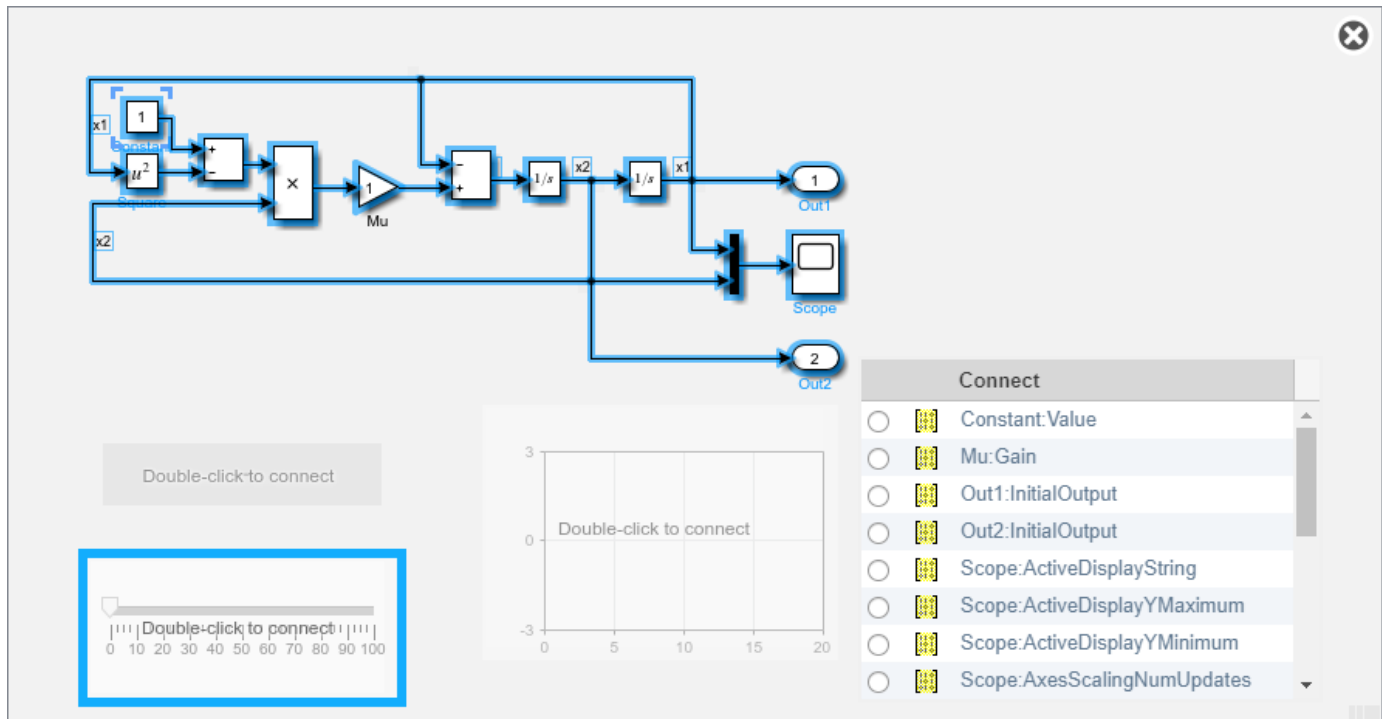 x1
1
Constant
+
−
u²
Square
×
1
Mu
−
+
1/s
x2
1/s
x1
1
Out1
x2
Scope
2
Out2
Connect
Constant:Value
Mu:Gain
Out1:InitialOutput
Out2:InitialOutput
Scope:ActiveDisplayString
Scope:ActiveDisplayYMaximum
Scope:ActiveDisplayYMinimum
Scope:AxesScalingNumUpdates
Double-click to connect
3
0
-3
Double-click to connect
0 5 10 15 20
Double-click to connect
0 10 20 30 40 50 60 70 80 90 100